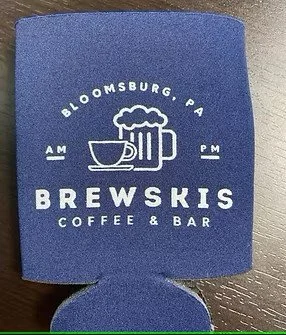 BLOOMSBURG, PA
AM PM
BREWSKIS
COFFEE & BAR